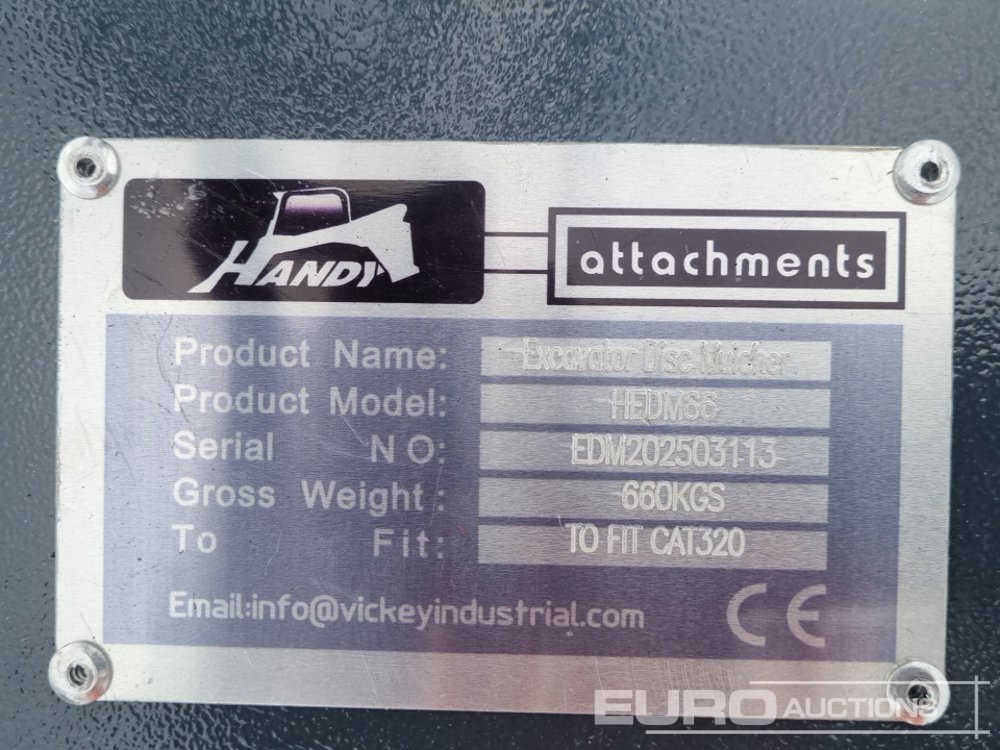 HANDY
attachments
Product Name: Excavator Disc Mulcher
Product Model: HEDM66
Serial NO: EDM202503113
Gross Weight: 660KGS
To Fit: TO FIT CAT320
Email:info@vickeyindustrial.com
CE
EURO AUCTIONS